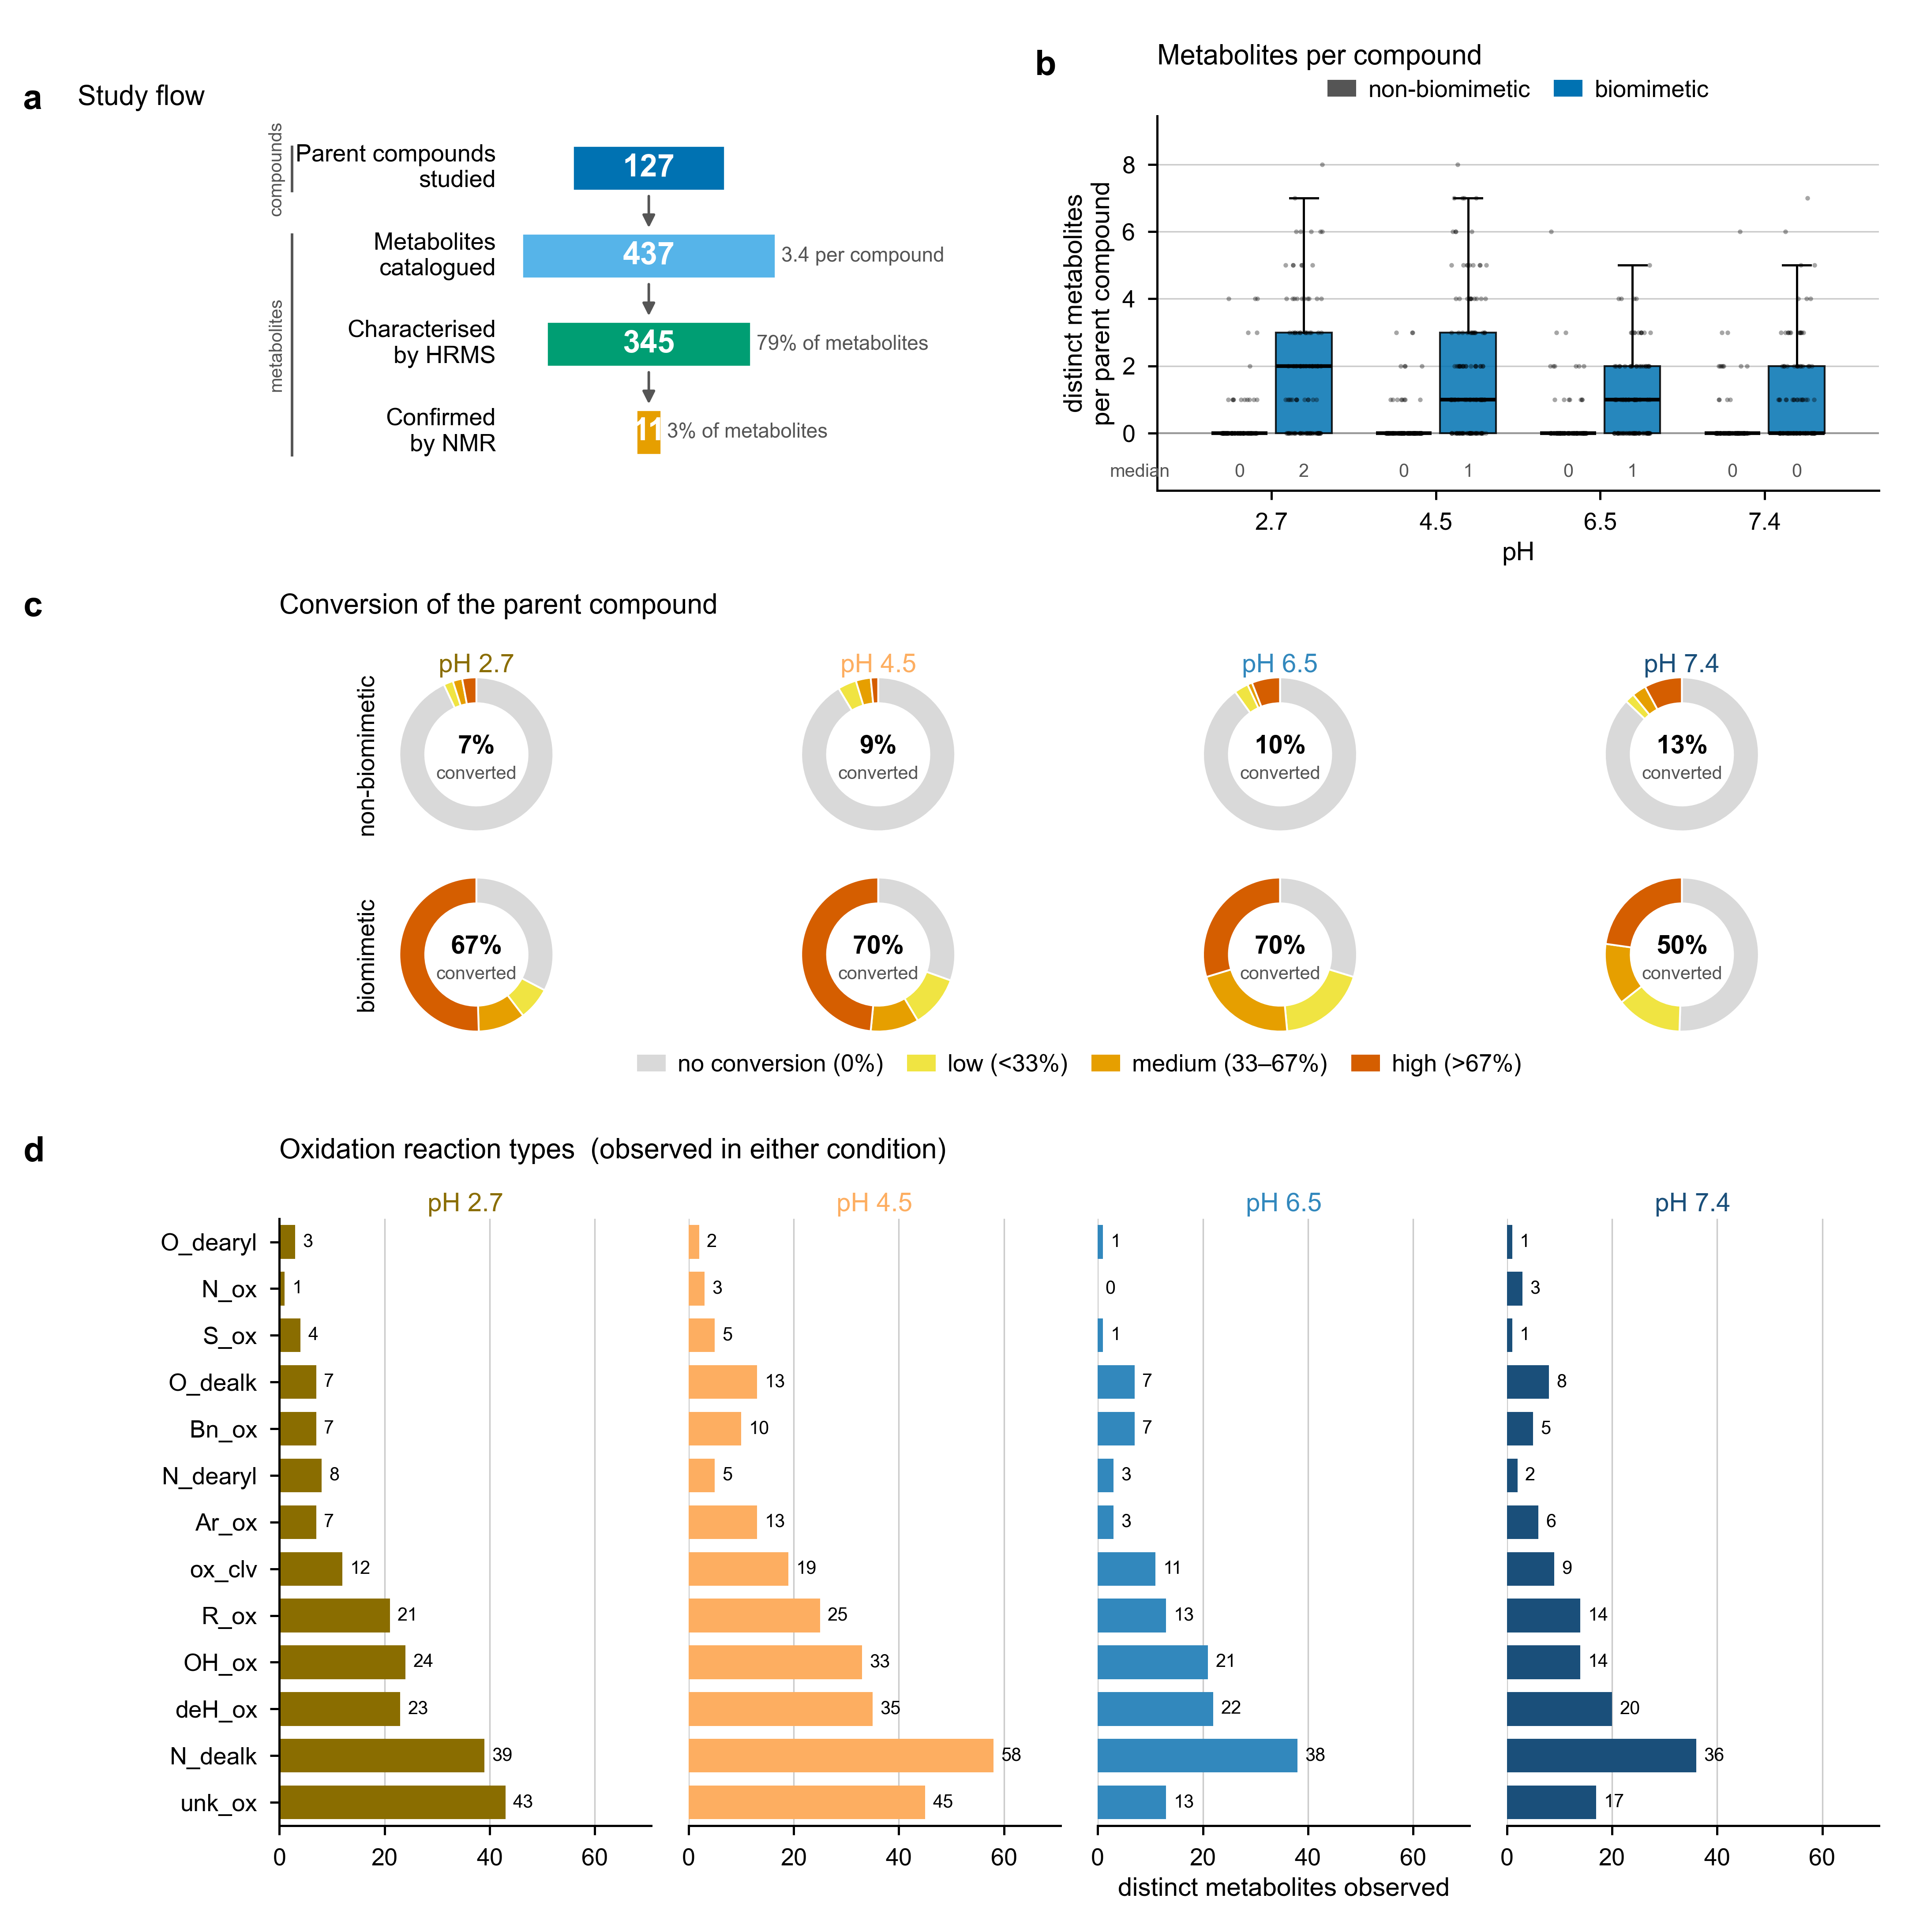 a
Study flow
compounds
Parent compounds
studied
127
metabolites
Metabolites
catalogued
437
3.4 per compound
Characterised
by HRMS
345
79% of metabolites
Confirmed
by NMR
11
3% of metabolites
b
Metabolites per compound
non-biomimetic
biomimetic
distinct metabolites
per parent compound
8
6
4
2
0
median
0
2
0
1
0
1
0
0
2.7
4.5
6.5
7.4
pH
c
Conversion of the parent compound
pH 2.7
pH 4.5
pH 6.5
pH 7.4
non-biomimetic
7%
converted
9%
converted
10%
converted
13%
converted
biomimetic
67%
converted
70%
converted
70%
converted
50%
converted
no conversion (0%)
low (<33%)
medium (33–67%)
high (>67%)
d
Oxidation reaction types (observed in either condition)
pH 2.7
pH 4.5
pH 6.5
pH 7.4
O_dearyl 3 2 1 1
N_ox 1 3 0 3
S_ox 4 5 1 1
O_dealk 7 13 7 8
Bn_ox 7 10 7 5
N_dearyl 8 5 3 2
Ar_ox 7 13 3 6
ox_clv 12 19 11 9
R_ox 21 25 13 14
OH_ox 24 33 21 14
deH_ox 23 35 22 20
N_dealk 39 58 38 36
unk_ox 43 45 13 17
0 20 40 60
0 20 40 60
0 20 40 60
0 20 40 60
distinct metabolites observed